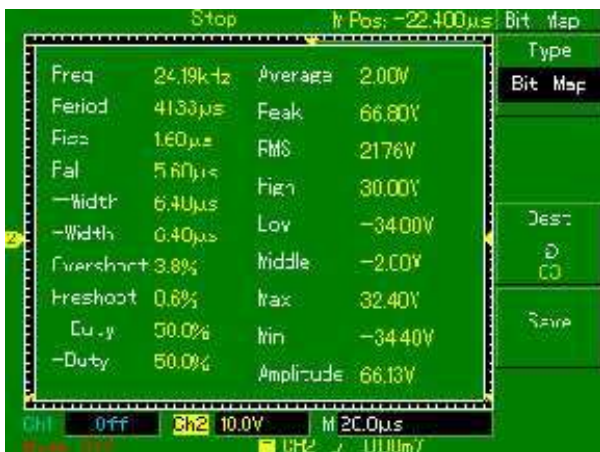 Stop M Pos: -22.400µs Bit Map
Type
Bit Map
Freq 24.19kHz Average 2.00V
Period 41.33µs Peak 66.80V
Rise 1.60µs RMS 21.76V
Fall 5.60µs High 30.00V
+Width 6.40µs Low -34.00V
-Width 6.40µs Middle -2.00V
Overshoot 3.8% Max 32.40V
Preshoot 0.6% Min -34.40V
+Duty 50.0% Amplitude 66.13V
-Duty 50.0%
Dest
Save
Ch1 Off Ch2 10.0V M 20.0µs
CH2 / 0.00mV